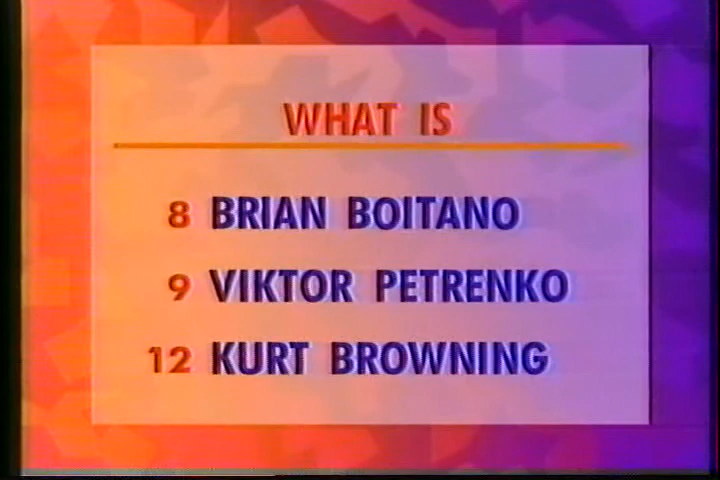 WHAT IS
8 BRIAN BOITANO
9 VIKTOR PETRENKO
12 KURT BROWNING